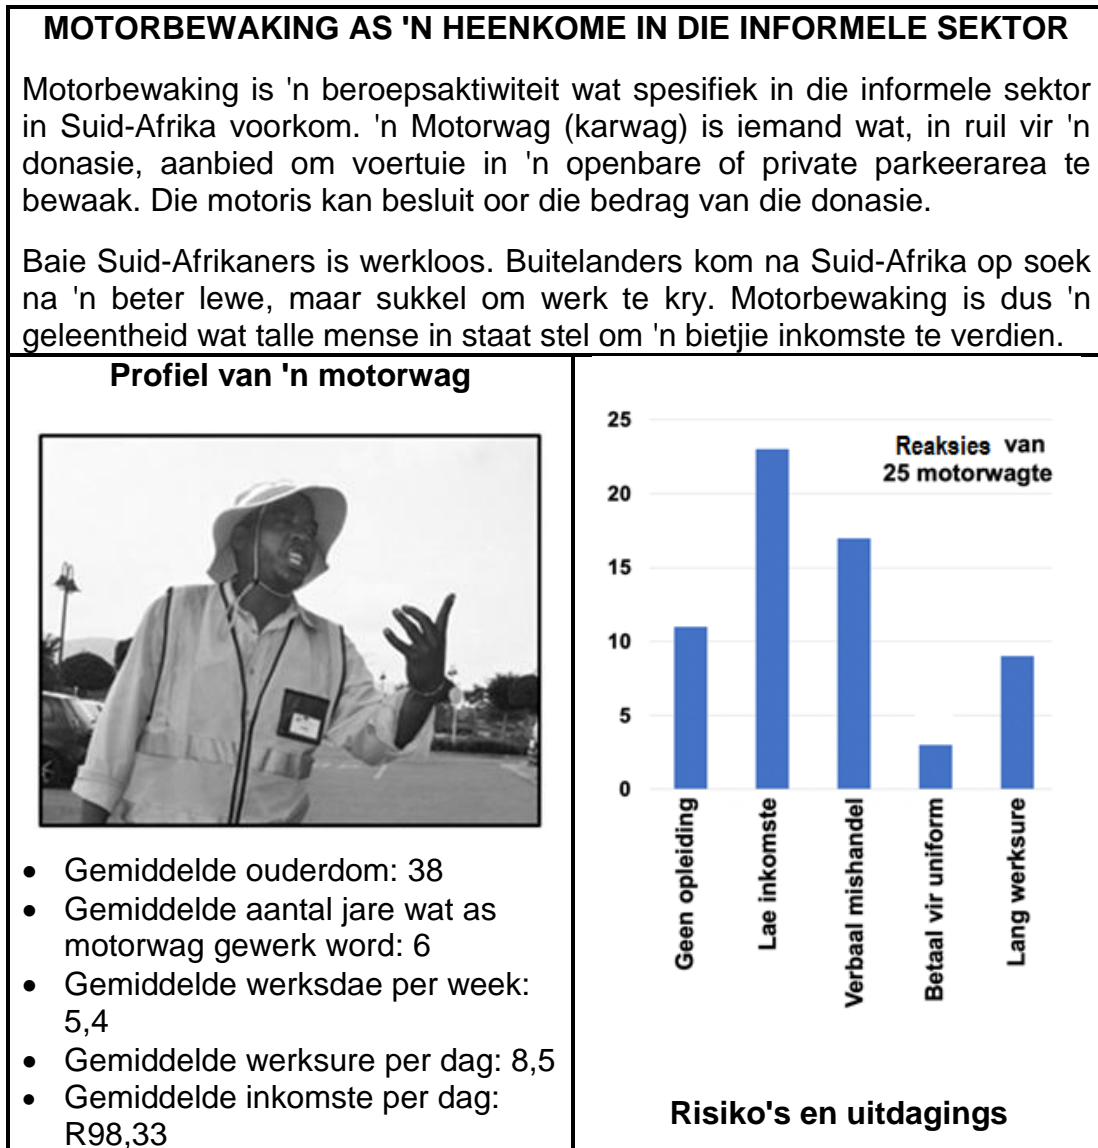 MOTORBEWAKING AS 'N HEENKOME IN DIE INFORMELE SEKTOR
Motorbewaking is 'n beroepsaktiwiteit wat spesifiek in die informele sektor
in Suid-Afrika voorkom. 'n Motorwag (karwag) is iemand wat, in ruil vir 'n
donasie, aanbied om voertuie in 'n openbare of private parkeerarea te
bewaak. Die motoris kan besluit oor die bedrag van die donasie.
Baie Suid-Afrikaners is werkloos. Buitelanders kom na Suid-Afrika op soek
na 'n beter lewe, maar sukkel om werk te kry. Motorbewaking is dus 'n
geleentheid wat talle mense in staat stel om 'n bietjie inkomste te verdien.
Profiel van 'n motorwag
• Gemiddelde ouderdom: 38
• Gemiddelde aantal jare wat as
motorwag gewerk word: 6
• Gemiddelde werksdae per week:
5,4
• Gemiddelde werksure per dag: 8,5
• Gemiddelde inkomste per dag:
R98,33
Reaksies van
25 motorwagte
25
20
15
10
5
0
Geen opleiding
Lae inkomste
Verbaal mishandel
Betaal vir uniform
Lang werksure
Risiko's en uitdagings